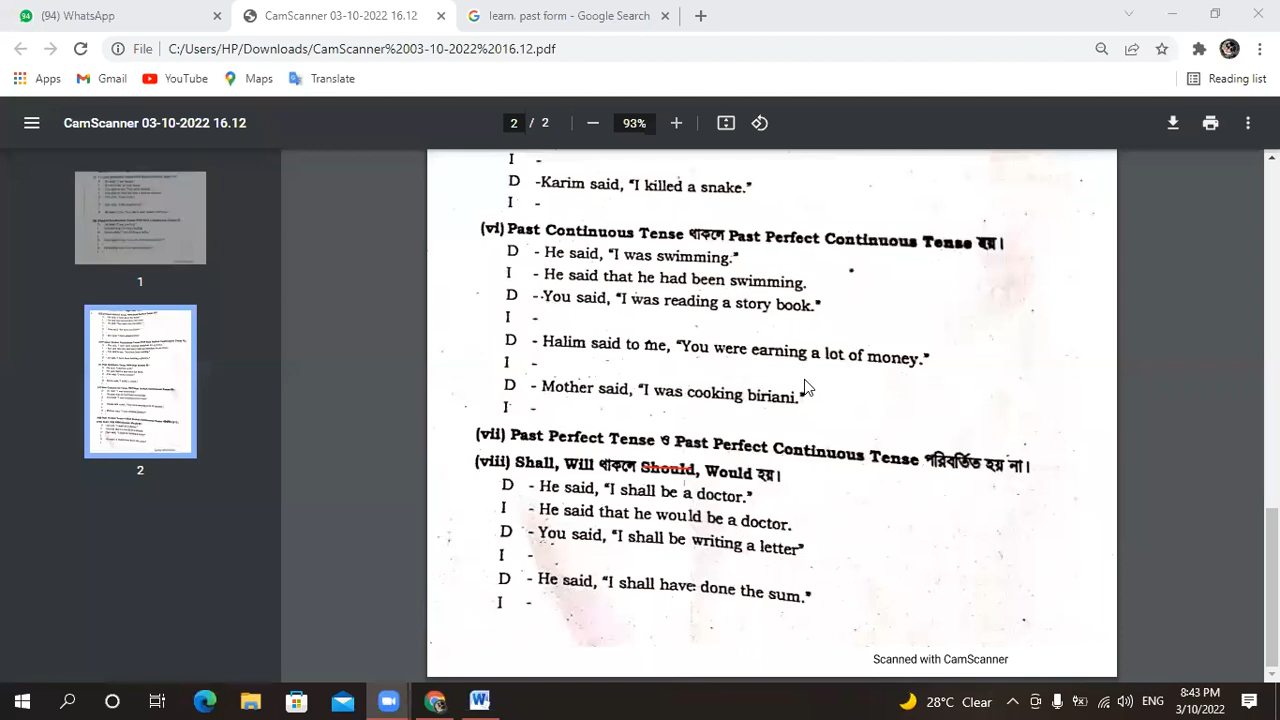 (94) WhatsApp
CamScanner 03-10-2022 16.12
learn. past form - Google Search
File
C:/Users/HP/Downloads/CamScanner%2003-10-2022%2016.12.pdf
Apps
Gmail
YouTube
Maps
Translate
Reading list
CamScanner 03-10-2022 16.12
2 / 2
93%
1
2
I -
D -Karim said, “I killed a snake.”
I -
(vi) Past Continuous Tense থাকলে Past Perfect Continuous Tense হয়।
D - He said, “I was swimming.”
I - He said that he had been swimming.
D - You said, “I was reading a story book.”
I -
D - Halim said to me, “You were earning a lot of money.”
I -
D - Mother said, “I was cooking biriani.”
I -
(vii) Past Perfect Tense ও Past Perfect Continuous Tense পরিবর্তিত হয় না।
(viii) Shall, Will থাকলে Should, Would হয়।
D - He said, “I shall be a doctor.”
I - He said that he would be a doctor.
D - You said, “I shall be writing a letter”
I -
D - He said, “I shall have done the sum.”
I -
Scanned with CamScanner
28°C Clear
ENG
8:43 PM
3/10/2022